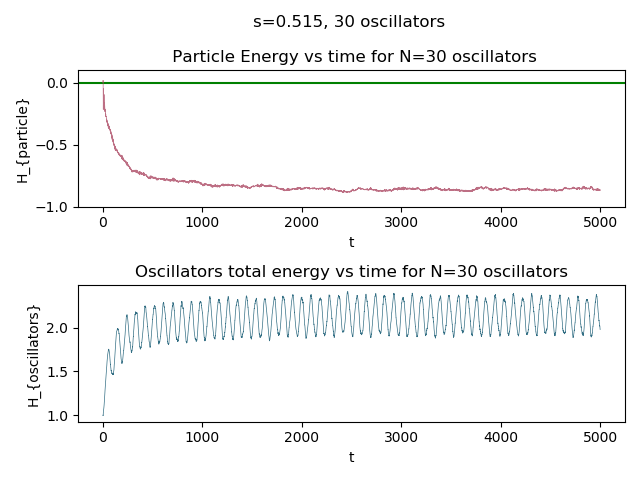 s=0.515, 30 oscillators
Particle Energy vs time for N=30 oscillators
H_{particle}
0.0
−0.5
−1.0
0
1000
2000
3000
4000
5000
t
Oscillators total energy vs time for N=30 oscillators
H_{oscillators}
2.0
1.5
1.0
0
1000
2000
3000
4000
5000
t